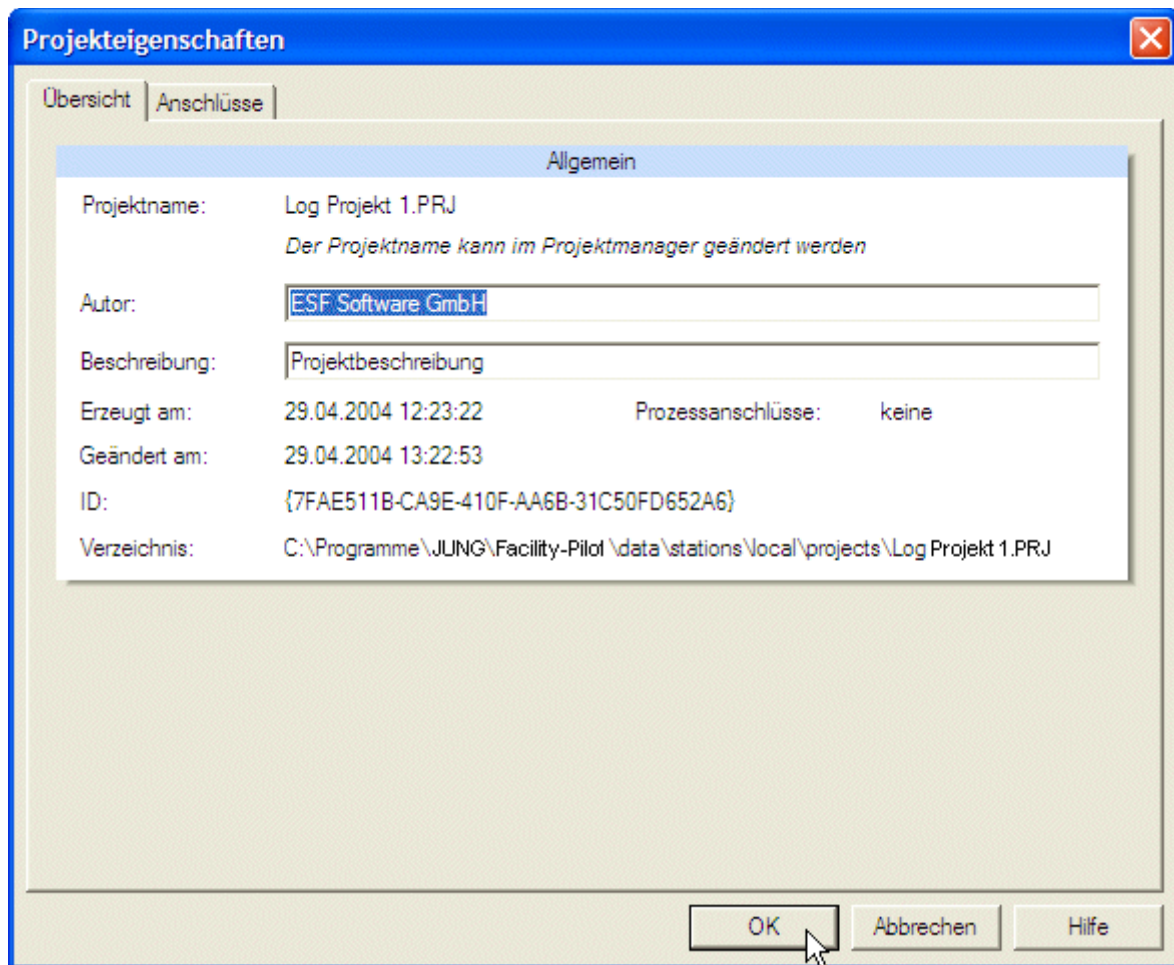 Projekteigenschaften
Übersicht Anschlüsse
Allgemein
Projektname: Log Projekt 1.PRJ
Der Projektname kann im Projektmanager geändert werden
Autor: ESF Software GmbH
Beschreibung: Projektbeschreibung
Erzeugt am: 29.04.2004 12:23:22 Prozessanschlüsse: keine
Geändert am: 29.04.2004 13:22:53
ID: {7FAE511B-CA9E-410F-AA6B-31C50FD652A6}
Verzeichnis: C:\Programme\JUNG\Facility-Pilot \data\stations\local\projects\Log Projekt 1.PRJ
OK Abbrechen Hilfe